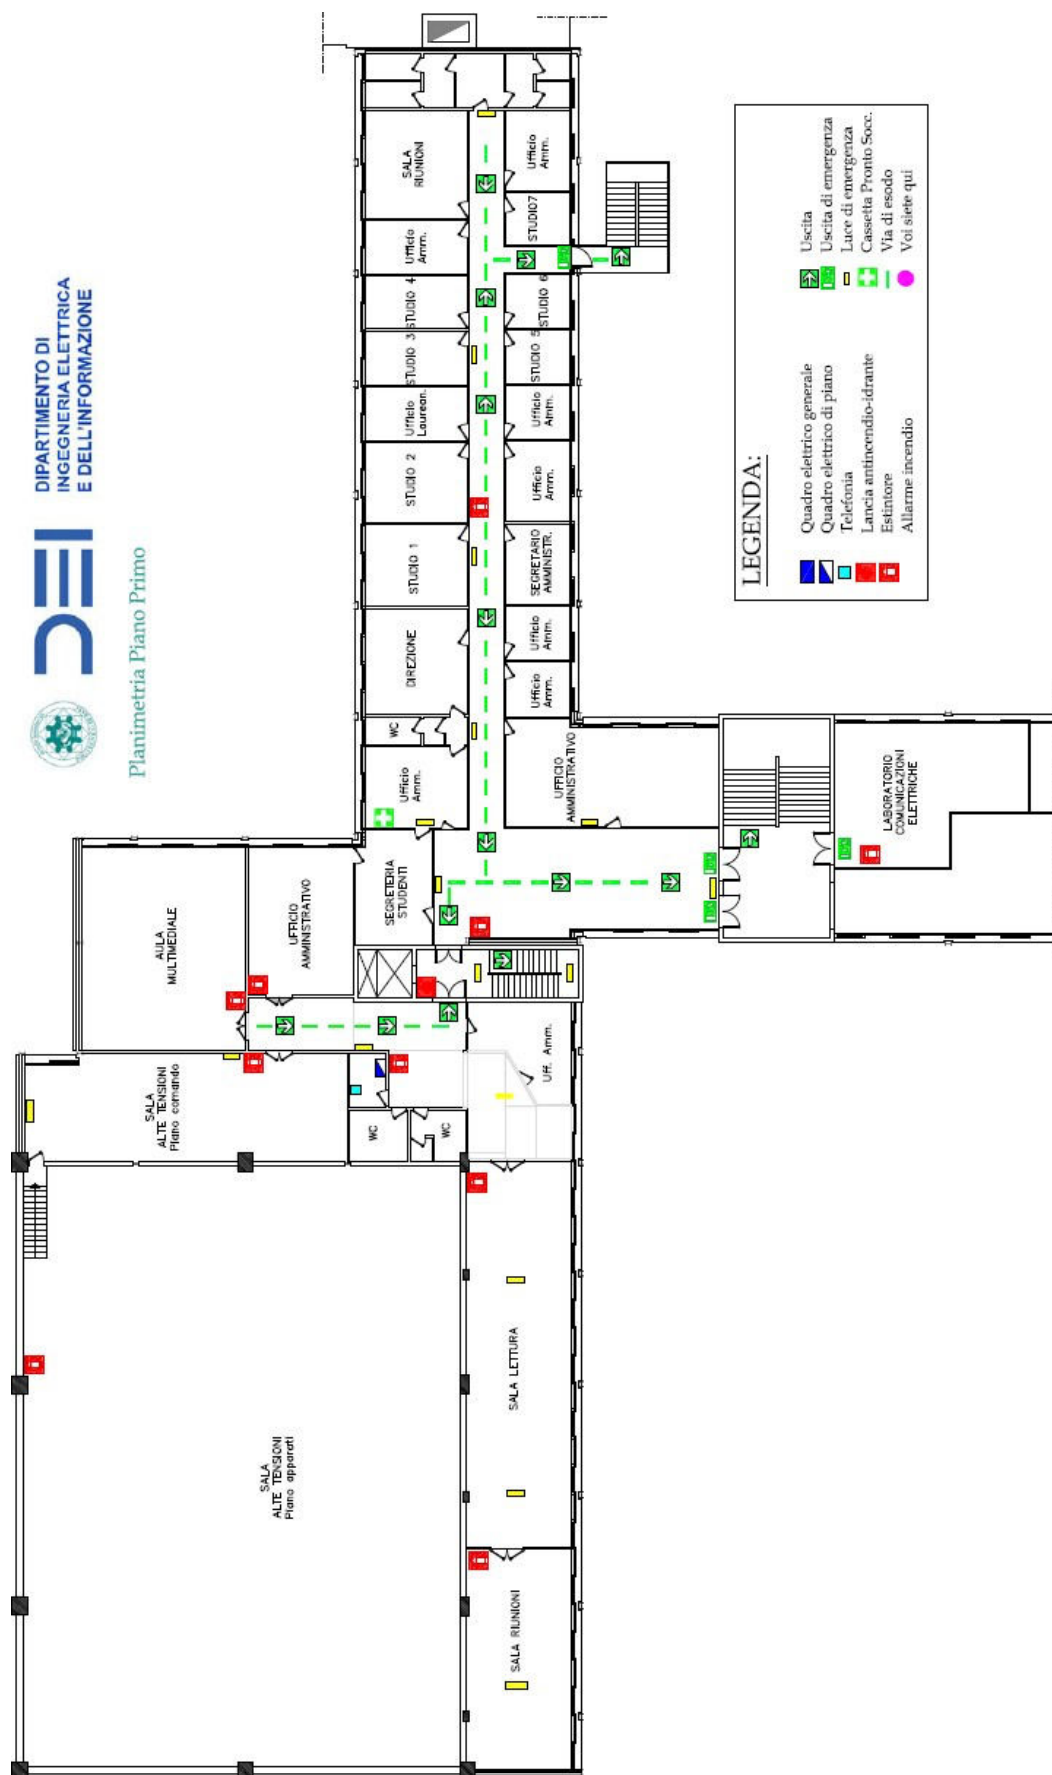 DIPARTIMENTO DI
INGEGNERIA ELETTRICA
E DELL'INFORMAZIONE
DEI
Planimetria Piano Primo
SALA
RIUNIONI
Ufficio
Amm.
STUDIO 4
STUDIO 3
Ufficio
Laurean.
STUDIO 2
STUDIO 1
DIREZIONE
WC
Ufficio
Amm.
Ufficio
Amm.
STUDIO7
STUDIO 6
STUDIO 5
Ufficio
Amm.
Ufficio
Amm.
SEGRETARIO
AMMINISTR.
Ufficio
Amm.
Ufficio
Amm.
UFFICIO
AMMINISTRATIVO
SEGRETERIA
STUDENTI
UFFICIO
AMMINISTRATIVO
AULA
MULTIMEDIALE
LABORATORIO
COMUNICAZIONI
ELETTRICHE
SALA
ALTE TENSIONI
Piano comando
WC
WC
Uff. Amm.
SALA
ALTE TENSIONI
Piano apparati
SALA LETTURA
SALA RIUNIONI
LEGENDA:
Quadro elettrico generale
Quadro elettrico di piano
Telefonia
Lancia antincendio-idrante
Estintore
Allarme incendio
Uscita
Uscita di emergenza
Luce di emergenza
Cassetta Pronto Socc.
Via di esodo
Voi siete qui